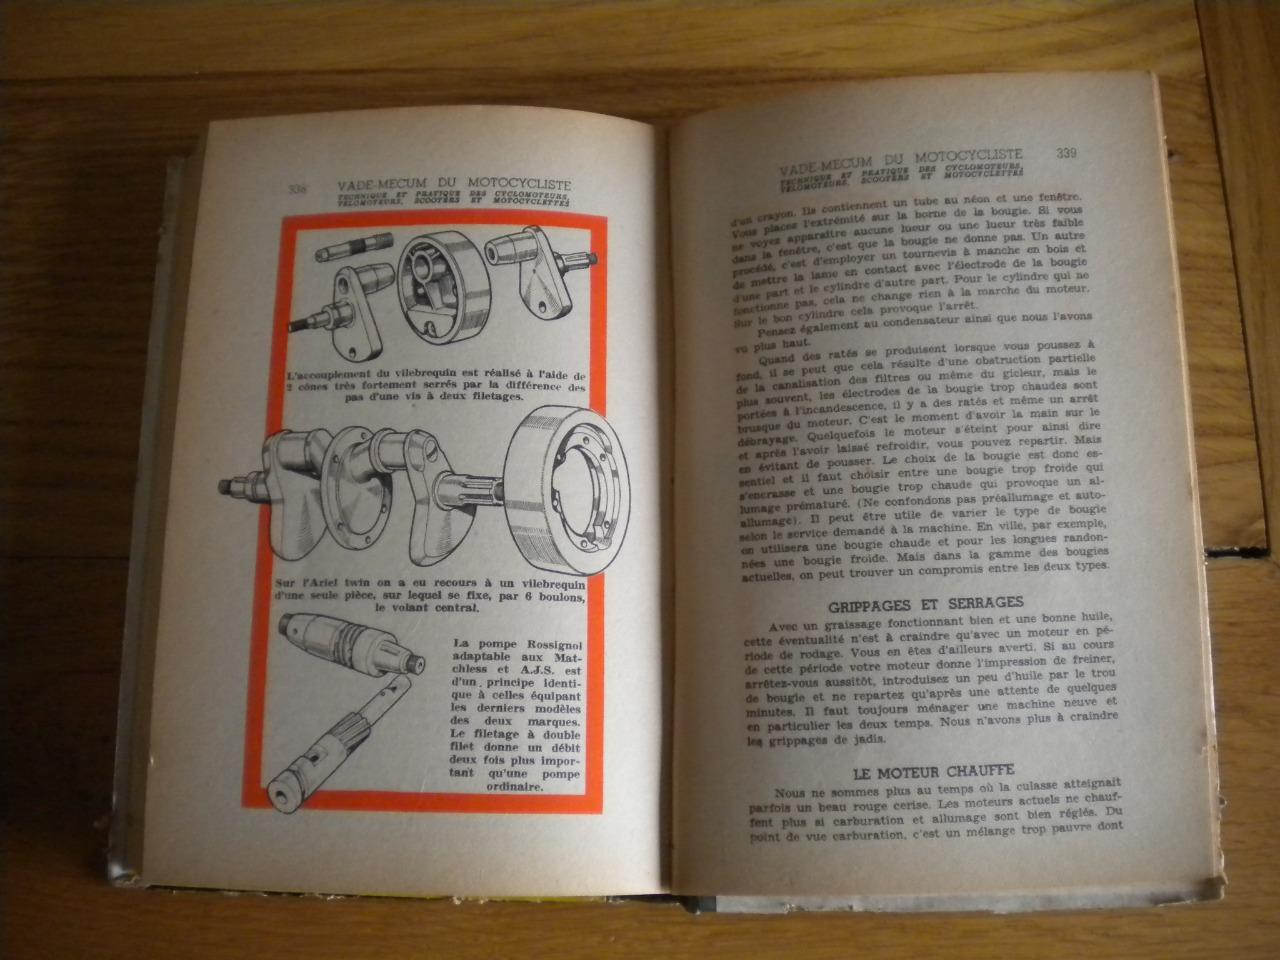 338
VADE-MECUM DU MOTOCYCLISTE
TECHNIQUE ET PRATIQUE DES CYCLOMOTEURS,
VÉLOMOTEURS, SCOOTERS ET MOTOCYCLETTES
L'accouplement du vilebrequin est réalisé à l'aide de
2 cônes très fortement serrés par la différence des
pas d'une vis à deux filetages.
Sur l'Ariel twin on a eu recours à un vilebrequin
d'une seule pièce, sur lequel se fixe, par 6 boulons,
le volant central.
La pompe Rossignol
adaptable aux Mat-
chless et A.J.S. est
d'un principe identi-
que à celles équipant
les derniers modèles
des deux marques.
Le filetage à double
filet donne un débit
deux fois plus impor-
tant qu'une pompe
ordinaire.
VADE-MECUM DU MOTOCYCLISTE 339
TECHNIQUE ET PRATIQUE DES CYCLOMOTEURS,
VÉLOMOTEURS, SCOOTERS ET MOTOCYCLETTES
d'un crayon. Ils contiennent un tube au néon et une fenêtre.
Vous placez l'extrémité sur la borne de la bougie. Si vous
ne voyez apparaître aucune lueur ou une lueur très faible
dans la fenêtre, c'est que la bougie ne donne pas. Un autre
procédé, c'est d'employer un tournevis à manche en bois et
de mettre la lame en contact avec l'électrode de la bougie
d'une part et le cylindre d'autre part. Pour le cylindre qui ne
fonctionne pas, cela ne change rien à la marche du moteur.
Sur le bon cylindre cela provoque l'arrêt.
Pensez également au condensateur ainsi que nous l'avons
vu plus haut.
Quand des ratés se produisent lorsque vous poussez à
fond, il se peut que cela résulte d'une obstruction partielle
de la canalisation des filtres ou même du gicleur, mais le
plus souvent, les électrodes de la bougie trop chaudes sont
portées à l'incandescence, il y a des ratés et même un arrêt
brusque du moteur. C'est le moment d'avoir la main sur le
débrayage. Quelquefois le moteur s'éteint pour ainsi dire
et après l'avoir laissé refroidir, vous pouvez repartir. Mais
en évitant de pousser. Le choix de la bougie est donc es-
sentiel et il faut choisir entre une bougie trop froide qui
s'encrasse et une bougie trop chaude qui provoque un al-
lumage prématuré. (Ne confondons pas préallumage et auto-
allumage). Il peut être utile de varier le type de bougie
selon le service demandé à la machine. En ville, par exemple,
on utilisera une bougie chaude et pour les longues randon-
nées une bougie froide. Mais dans la gamme des bougies
actuelles, on peut trouver un compromis entre les deux types.
GRIPPAGES ET SERRAGES
Avec un graissage fonctionnant bien et une bonne huile,
cette éventualité n'est à craindre qu'avec un moteur en pé-
riode de rodage. Vous en êtes d'ailleurs averti. Si au cours
de cette période votre moteur donne l'impression de freiner,
arrêtez-vous aussitôt, introduisez un peu d'huile par le trou
de bougie et ne repartez qu'après une attente de quelques
minutes. Il faut toujours ménager une machine neuve et
en particulier les deux temps. Nous n'avons plus à craindre
les grippages de jadis.
LE MOTEUR CHAUFFE
Nous ne sommes plus au temps où la culasse atteignait
parfois un beau rouge cerise. Les moteurs actuels ne chauf-
fent plus si carburation et allumage sont bien réglés. Du
point de vue carburation, c'est un mélange trop pauvre dont